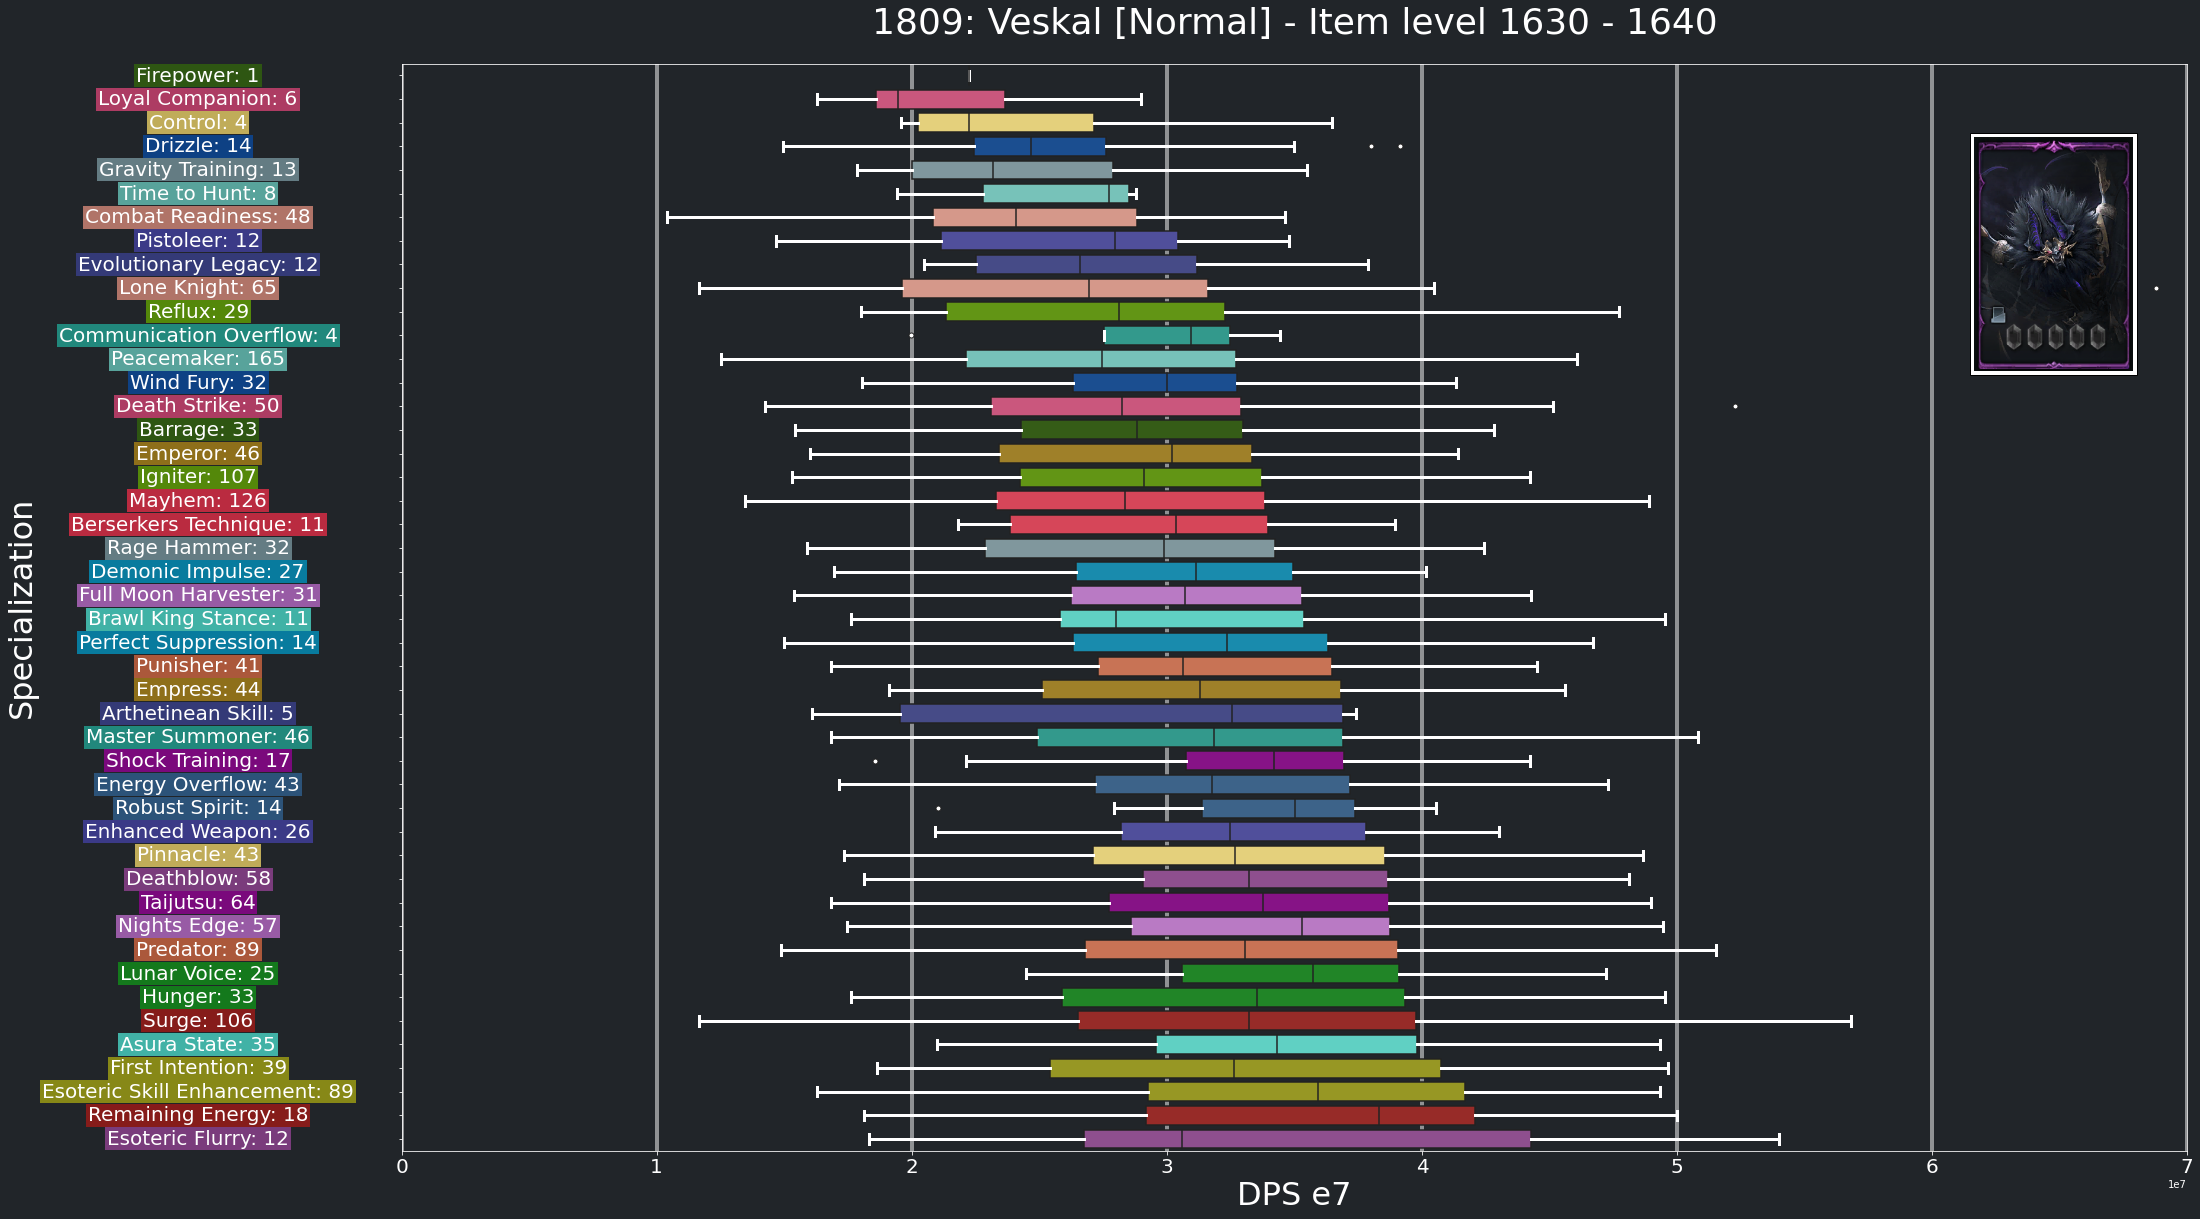 1809: Veskal [Normal] - Item level 1630 - 1640
Specialization
Firepower: 1
Loyal Companion: 6
Control: 4
Drizzle: 14
Gravity Training: 13
Time to Hunt: 8
Combat Readiness: 48
Pistoleer: 12
Evolutionary Legacy: 12
Lone Knight: 65
Reflux: 29
Communication Overflow: 4
Peacemaker: 165
Wind Fury: 32
Death Strike: 50
Barrage: 33
Emperor: 46
Igniter: 107
Mayhem: 126
Berserkers Technique: 11
Rage Hammer: 32
Demonic Impulse: 27
Full Moon Harvester: 31
Brawl King Stance: 11
Perfect Suppression: 14
Punisher: 41
Empress: 44
Arthetinean Skill: 5
Master Summoner: 46
Shock Training: 17
Energy Overflow: 43
Robust Spirit: 14
Enhanced Weapon: 26
Pinnacle: 43
Deathblow: 58
Taijutsu: 64
Nights Edge: 57
Predator: 89
Lunar Voice: 25
Hunger: 33
Surge: 106
Asura State: 35
First Intention: 39
Esoteric Skill Enhancement: 89
Remaining Energy: 18
Esoteric Flurry: 12
0 1 2 3 4 5 6 7
DPS e7
1e7